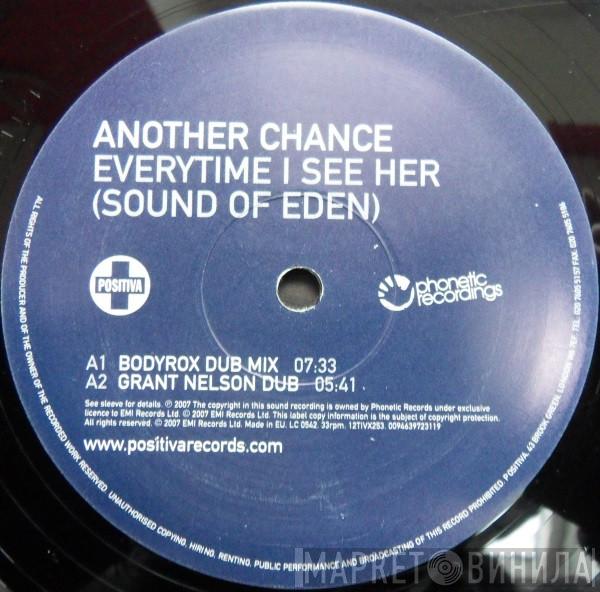 ANOTHER CHANCE
EVERYTIME I SEE HER
(SOUND OF EDEN)
POSITIVA
phonetic
recordings
A1 BODYROX DUB MIX 07:33
A2 GRANT NELSON DUB 05:41
See sleeve for details. ℗ 2007 The copyright in this sound recording is owned by Phonetic Records under exclusive
licence to EMI Records Ltd. © 2007 EMI Records Ltd. This label copyright information is the subject of copyright protection.
All rights reserved. © 2007 EMI Records Ltd. Made in EU. LC 0542. 33rpm. 12TIVX253. 0094639723119
www.positivarecords.com
ALL RIGHTS OF THE PRODUCER AND OF THE OWNER OF THE RECORDED WORK RESERVED. UNAUTHORISED COPYING, HIRING, RENTING, PUBLIC PERFORMANCE AND BROADCASTING OF THIS RECORD PROHIBITED. POSITIVA, 43 BROOK GREEN, LONDON W6 7EF. TEL. 020 7605 5157 FAX. 020 7605 5186
МАРКЕТ ВИНИЛА